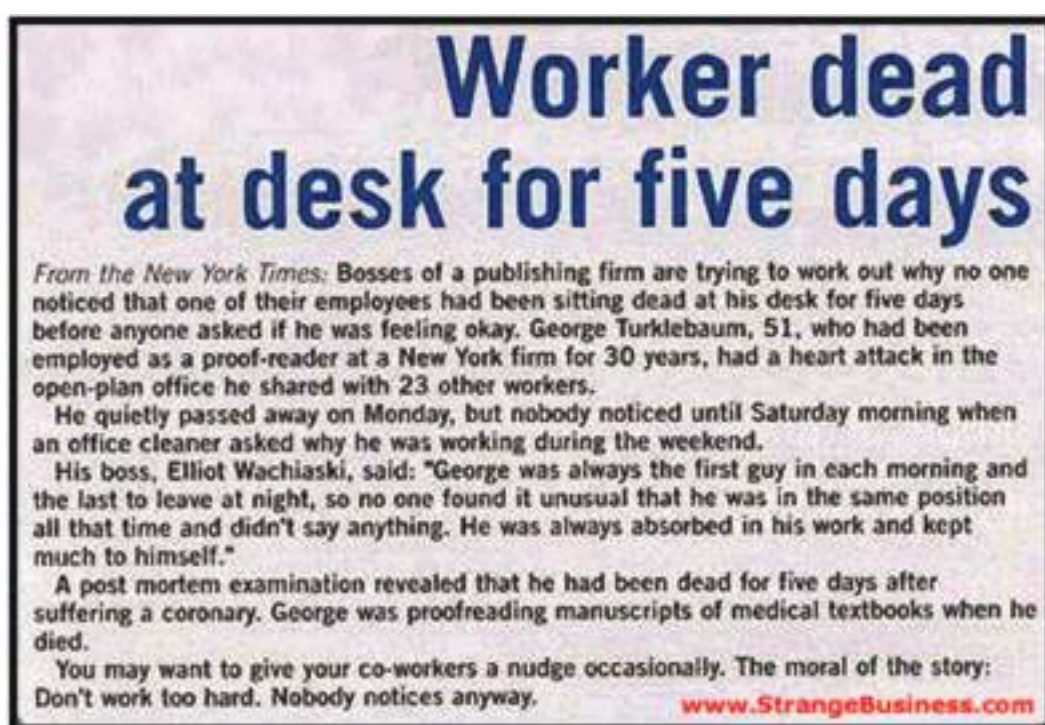 Worker dead
at desk for five days
From the New York Times: Bosses of a publishing firm are trying to work out why no one
noticed that one of their employees had been sitting dead at his desk for five days
before anyone asked if he was feeling okay. George Turklebaum, 51, who had been
employed as a proof-reader at a New York firm for 30 years, had a heart attack in the
open-plan office he shared with 23 other workers.
He quietly passed away on Monday, but nobody noticed until Saturday morning when
an office cleaner asked why he was working during the weekend.
His boss, Elliot Wachiaski, said: "George was always the first guy in each morning and
the last to leave at night, so no one found it unusual that he was in the same position
all that time and didn't say anything. He was always absorbed in his work and kept
much to himself."
A post mortem examination revealed that he had been dead for five days after
suffering a coronary. George was proofreading manuscripts of medical textbooks when he
died.
You may want to give your co-workers a nudge occasionally. The moral of the story:
Don't work too hard. Nobody notices anyway.
www.StrangeBusiness.com